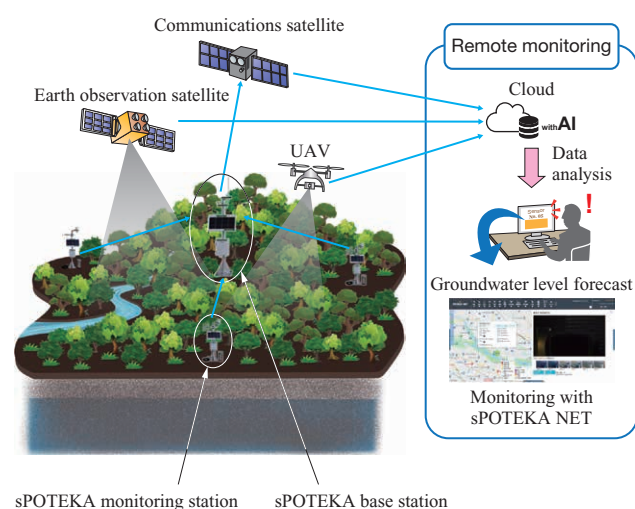 Communications satellite
Remote monitoring
Earth observation satellite
Cloud
with AI
UAV
Data
analysis
!
Groundwater level forecast
Monitoring with
sPOTEKA NET
sPOTEKA monitoring station
sPOTEKA base station